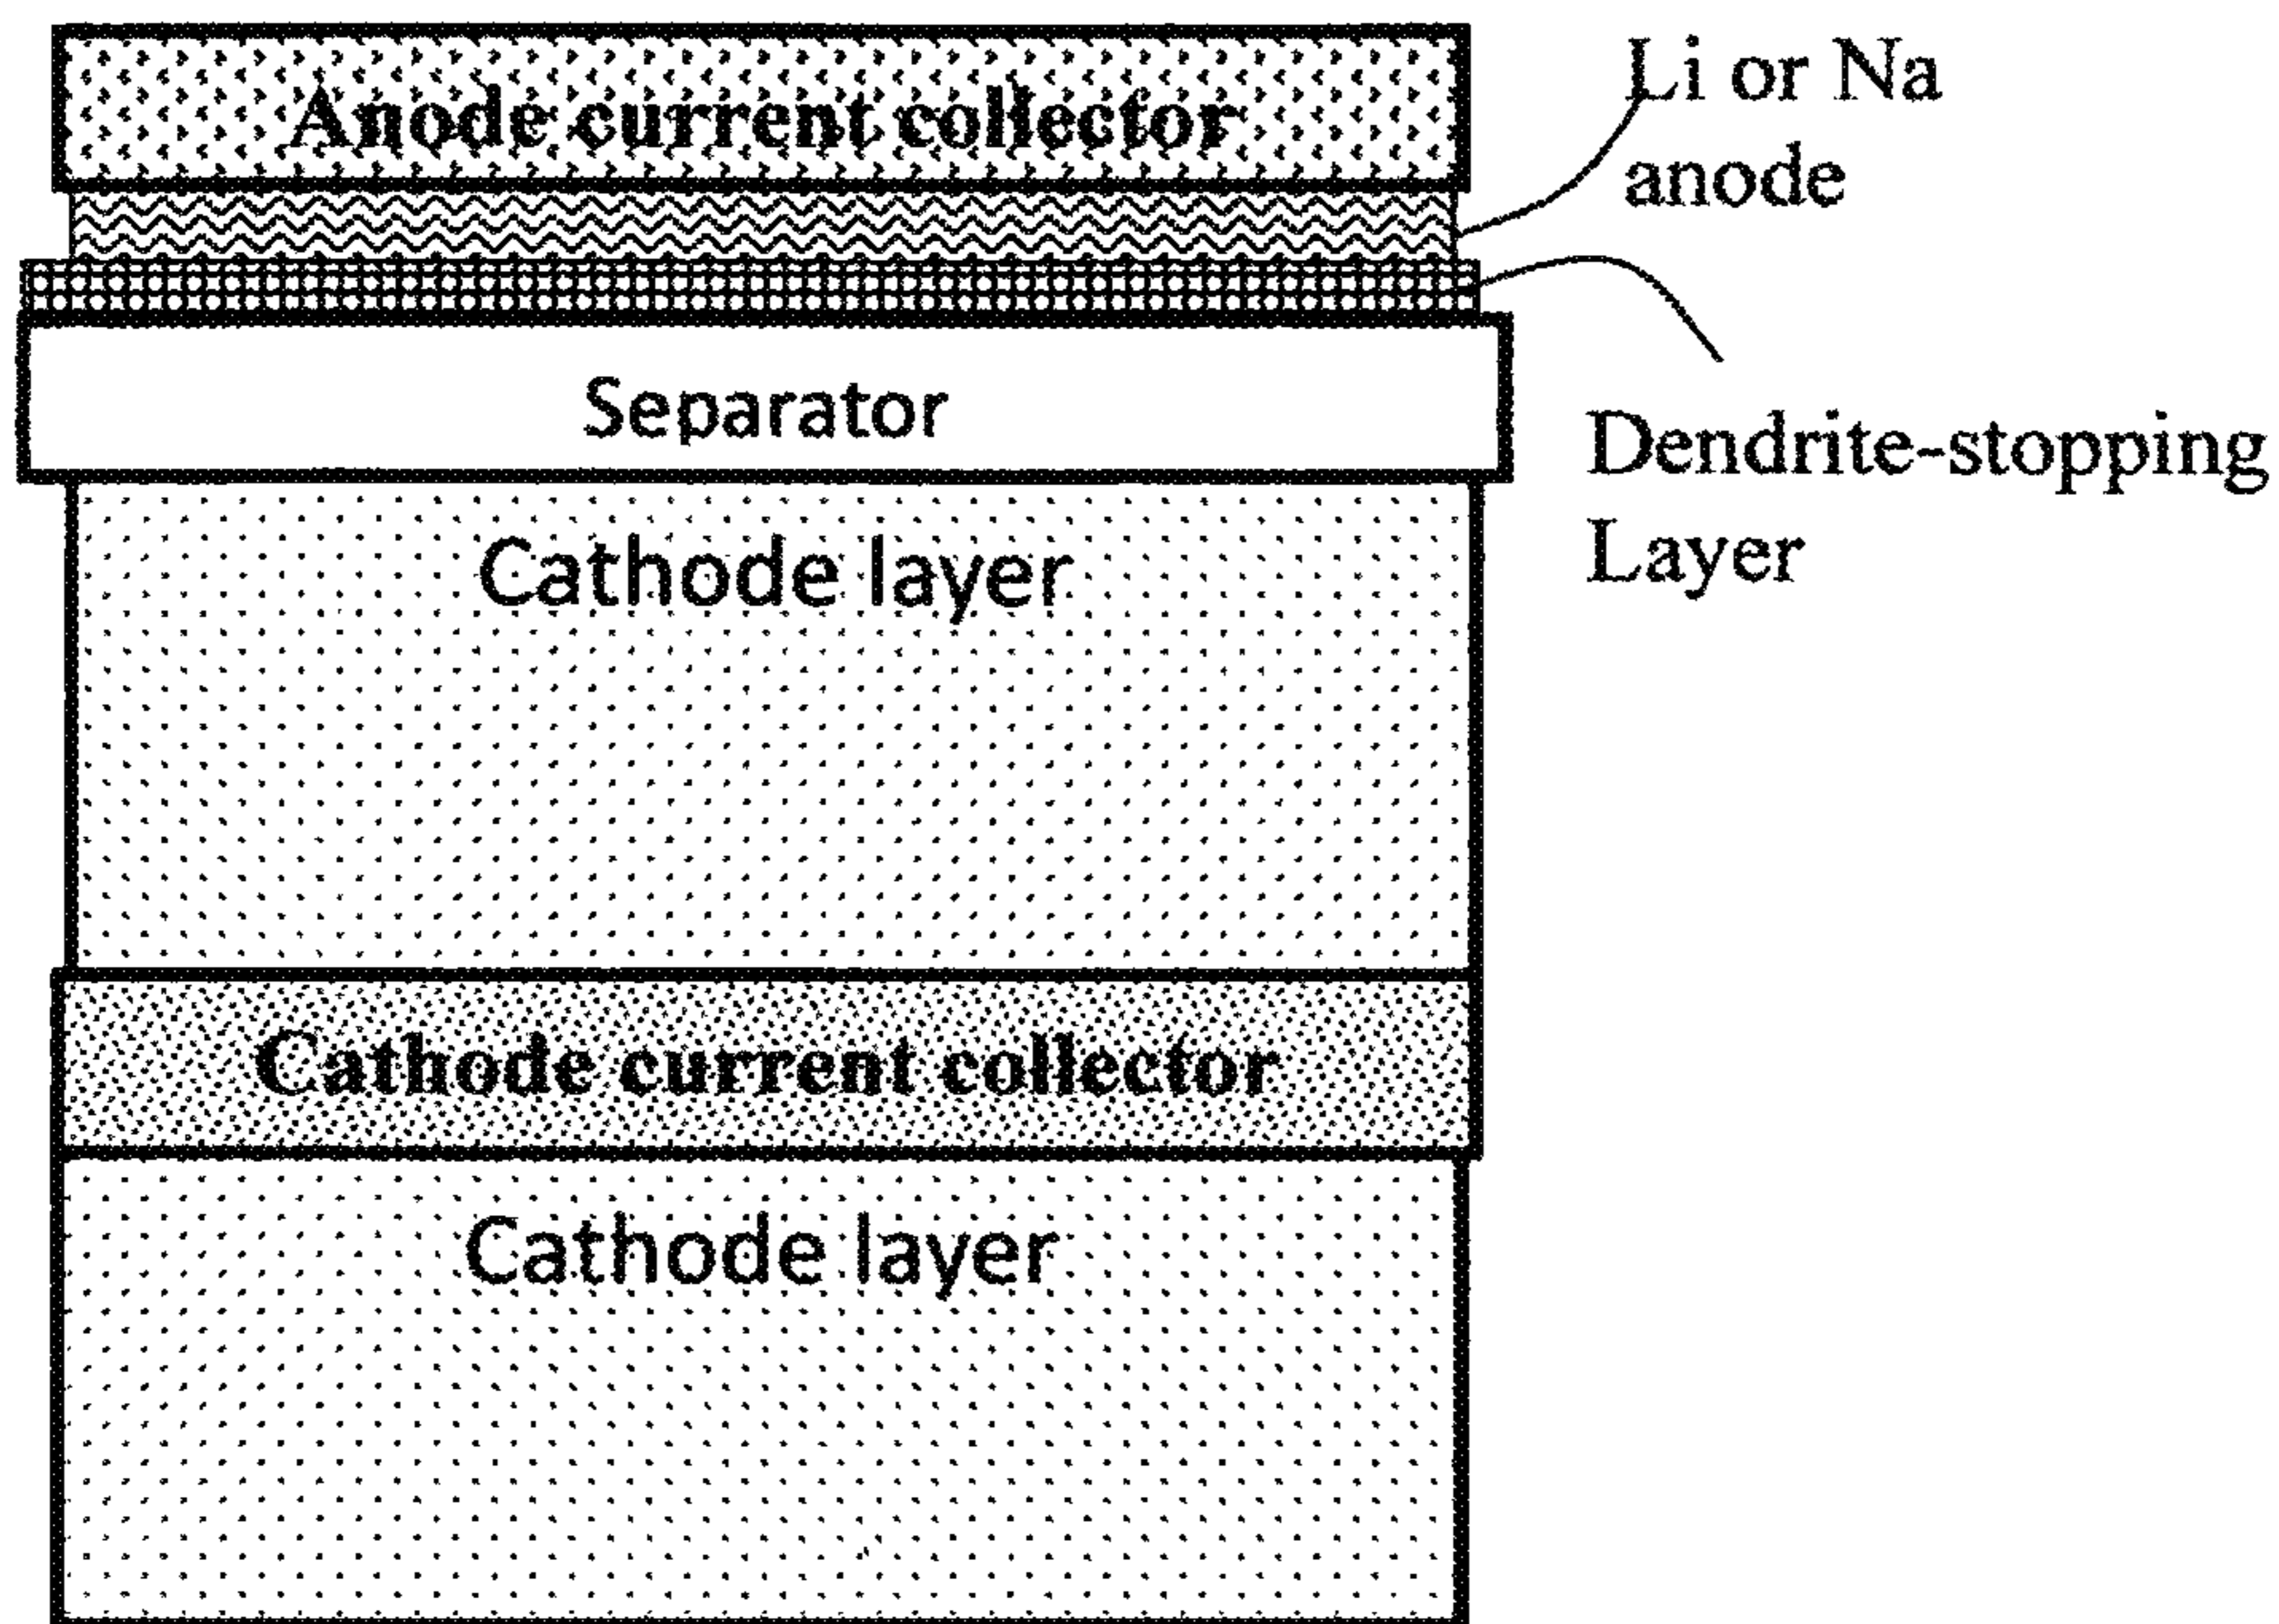 Anode current collector
Li or Na
anode
Separator
Dendrite-stopping
Layer
Cathode layer
Cathode current collector
Cathode layer